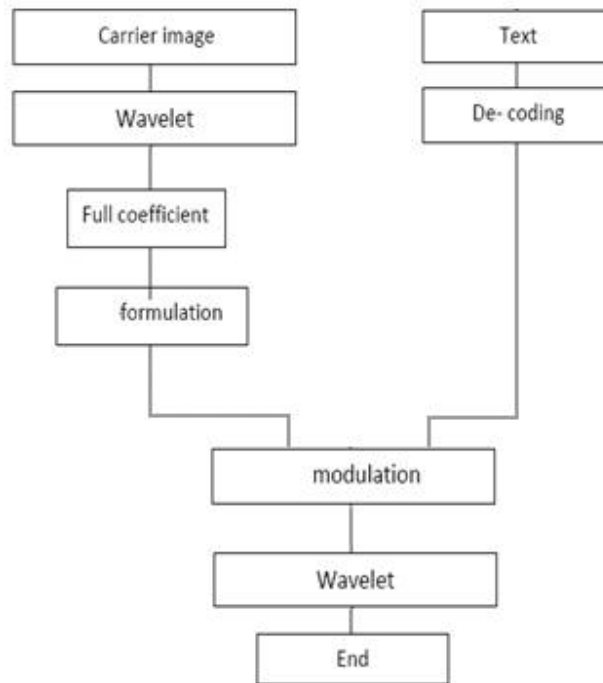 Carrier image
Text
Wavelet
De- coding
Full coefficient
formulation
modulation
Wavelet
End